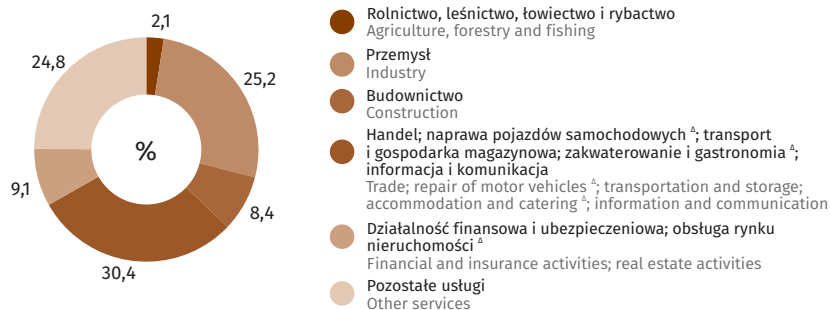 2,1
25,2
8,4
30,4
9,1
24,8
%
Rolnictwo, leśnictwo, łowiectwo i rybactwo
Agriculture, forestry and fishing
Przemysł
Industry
Budownictwo
Construction
Handel; naprawa pojazdów samochodowych ᐃ; transport
i gospodarka magazynowa; zakwaterowanie i gastronomia ᐃ;
informacja i komunikacja
Trade; repair of motor vehicles ᐃ; transportation and storage;
accommodation and catering ᐃ; information and communication
Działalność finansowa i ubezpieczeniowa; obsługa rynku
nieruchomości ᐃ
Financial and insurance activities; real estate activities
Pozostałe usługi
Other services